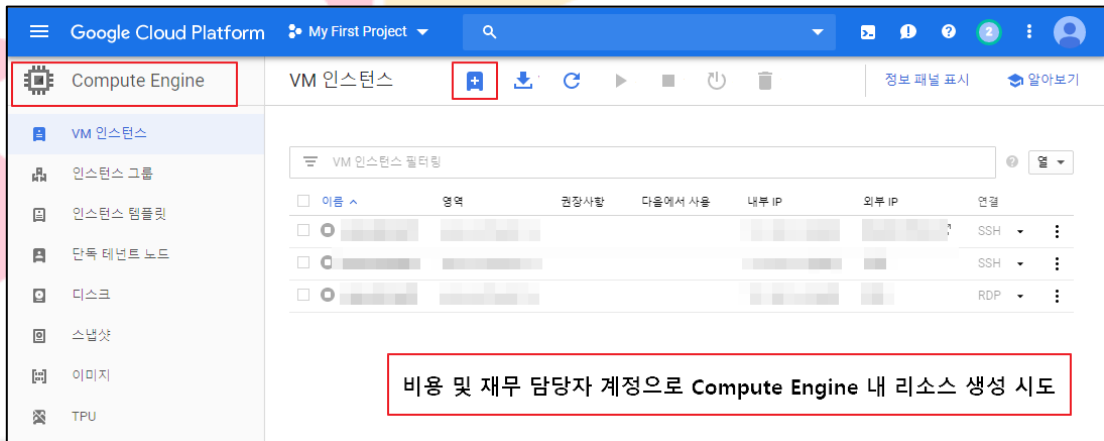 Google Cloud Platform My First Project 2
Compute Engine VM 인스턴스 정보 패널 표시 알아보기
VM 인스턴스
인스턴스 그룹
인스턴스 템플릿
단독 테넌트 노드
디스크
스냅샷
이미지
TPU
VM 인스턴스 필터링 열
이름 영역 권장사항 다음에서 사용 내부 IP 외부 IP 연결
SSH
SSH
RDP
비용 및 재무 담당자 계정으로 Compute Engine 내 리소스 생성 시도